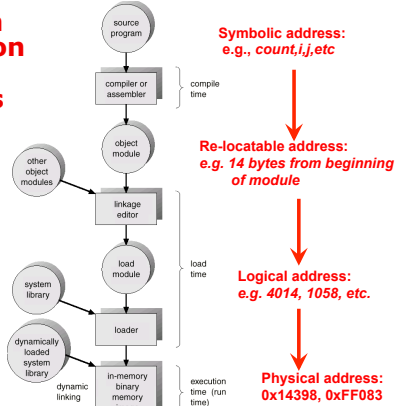 on
s
source
program
Symbolic address:
e.g., count,i,j,etc
compiler or
assembler
compile
time
object
module
Re-locatable address:
e.g. 14 bytes from beginning
of module
other
object
modules
linkage
editor
load
module
load
time
Logical address:
e.g. 4014, 1058, etc.
system
library
loader
dynamically
loaded
system
library
dynamic
linking
in-memory
binary
memory
execution
time (run
time)
Physical address:
0x14398, 0xFF083